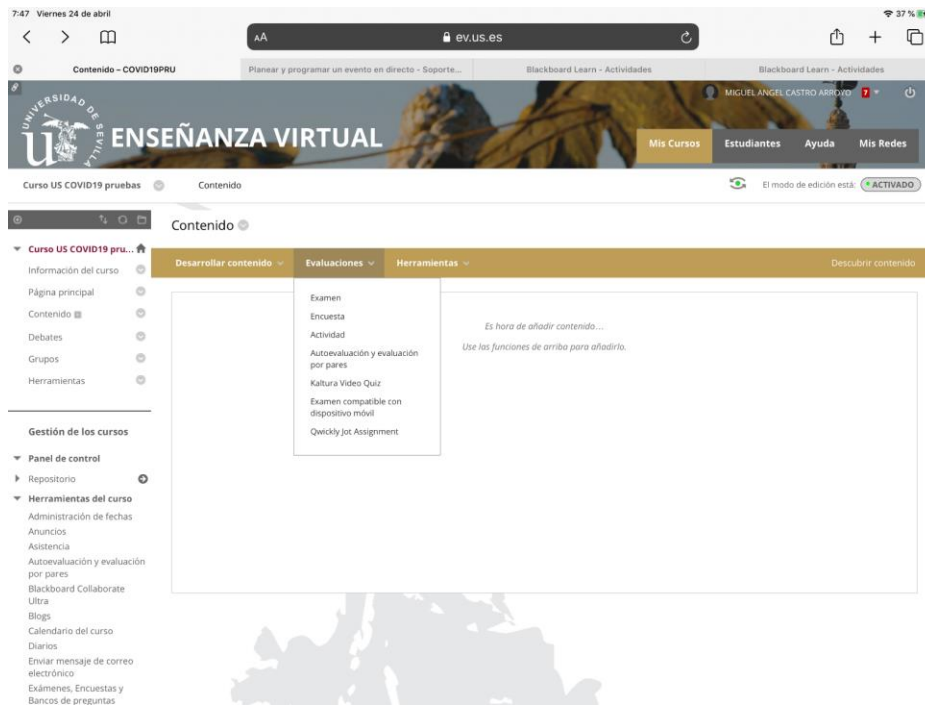 7:47 Viernes 24 de abril
37 %
AA
ev.us.es
Contenido – COVID19PRU
Planear y programar un evento en directo - Soporte...
Blackboard Learn - Actividades
Blackboard Learn - Actividades
UNIVERSIDAD DE SEVILLA
ENSEÑANZA VIRTUAL
MIGUEL ANGEL CASTRO ARROYO 7
Mis Cursos
Estudiantes
Ayuda
Mis Redes
Curso US COVID19 pruebas
Contenido
El modo de edición está:
ACTIVADO
Contenido
Curso US COVID19 pru...
Información del curso
Página principal
Contenido
Debates
Grupos
Herramientas
Gestión de los cursos
Panel de control
Repositorio
Herramientas del curso
Administración de fechas
Anuncios
Asistencia
Autoevaluación y evaluación
por pares
Blackboard Collaborate
Ultra
Blogs
Calendario del curso
Diarios
Enviar mensaje de correo
electrónico
Exámenes, Encuestas y
Bancos de preguntas
Desarrollar contenido
Evaluaciones
Herramientas
Descubrir contenido
Examen
Encuesta
Actividad
Autoevaluación y evaluación
por pares
Kaltura Video Quiz
Examen compatible con
dispositivo móvil
Qwickly Jot Assignment
Es hora de añadir contenido...
Use las funciones de arriba para añadirlo.